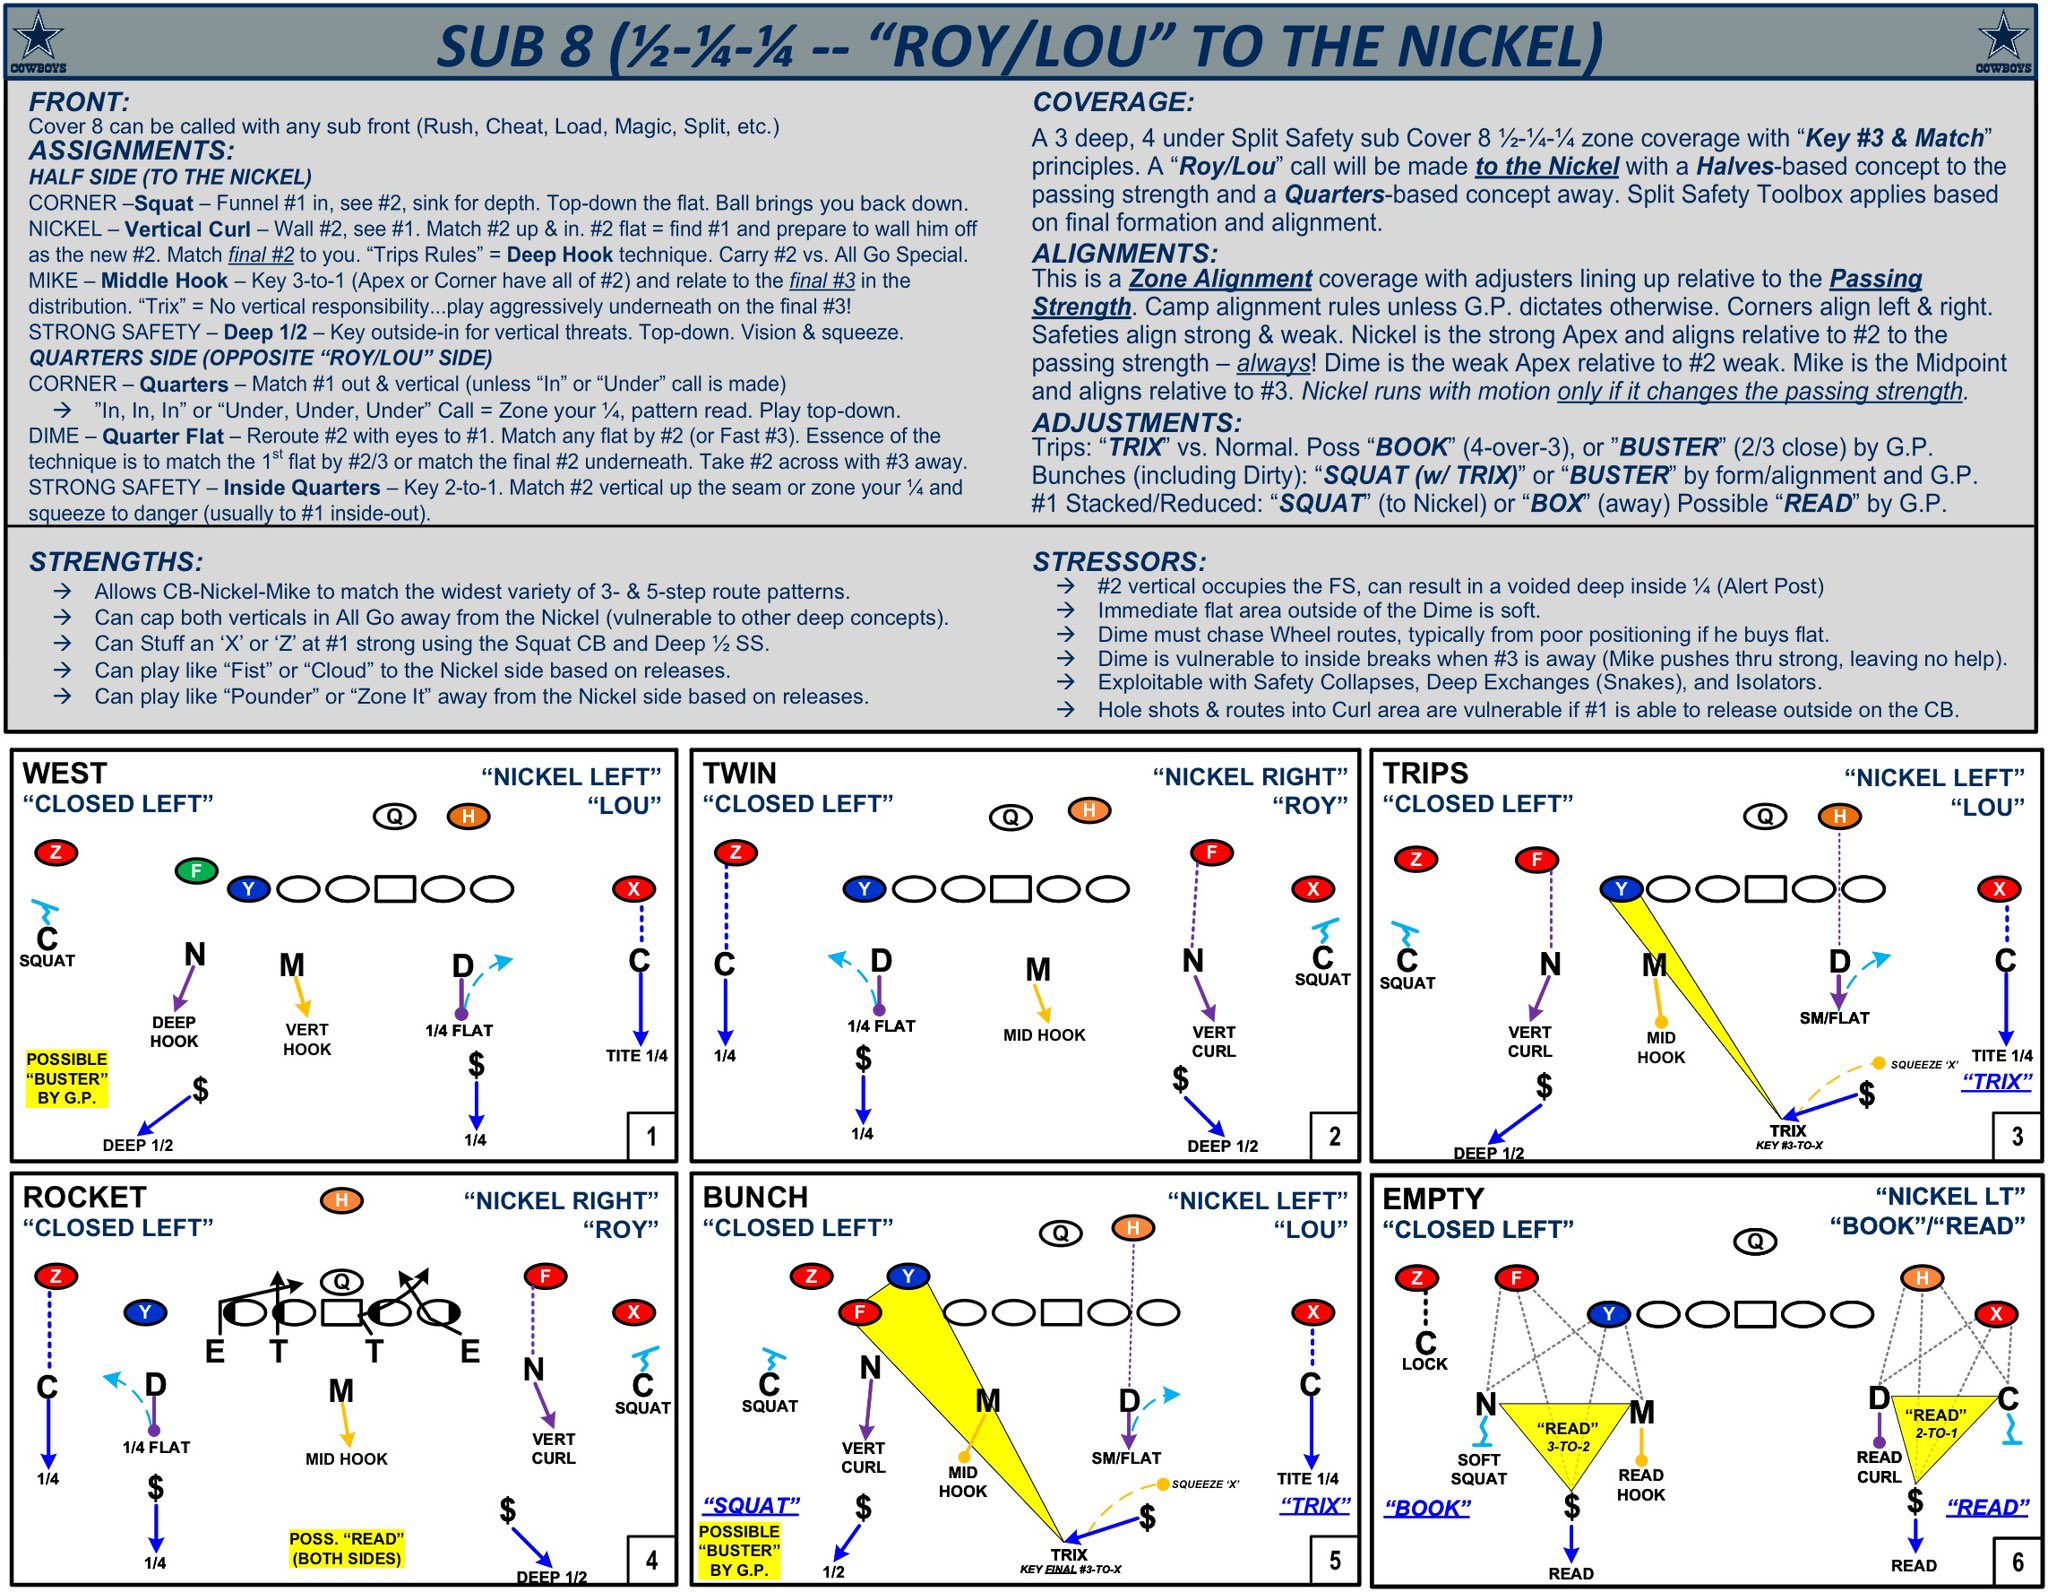 SUB 8 (½-¼-¼ -- “ROY/LOU” TO THE NICKEL)
COWBOYS
COWBOYS
FRONT:
Cover 8 can be called with any sub front (Rush, Cheat, Load, Magic, Split, etc.)
ASSIGNMENTS:
HALF SIDE (TO THE NICKEL)
CORNER –Squat – Funnel #1 in, see #2, sink for depth. Top-down the flat. Ball brings you back down.
NICKEL – Vertical Curl – Wall #2, see #1. Match #2 up & in. #2 flat = find #1 and prepare to wall him off
as the new #2. Match final #2 to you. “Trips Rules” = Deep Hook technique. Carry #2 vs. All Go Special.
MIKE – Middle Hook – Key 3-to-1 (Apex or Corner have all of #2) and relate to the final #3 in the
distribution. “Trix” = No vertical responsibility...play aggressively underneath on the final #3!
STRONG SAFETY – Deep 1/2 – Key outside-in for vertical threats. Top-down. Vision & squeeze.
QUARTERS SIDE (OPPOSITE “ROY/LOU” SIDE)
CORNER – Quarters – Match #1 out & vertical (unless “In” or “Under” call is made)
→ ”In, In, In” or “Under, Under, Under” Call = Zone your ¼, pattern read. Play top-down.
DIME – Quarter Flat – Reroute #2 with eyes to #1. Match any flat by #2 (or Fast #3). Essence of the
technique is to match the 1st flat by #2/3 or match the final #2 underneath. Take #2 across with #3 away.
STRONG SAFETY – Inside Quarters – Key 2-to-1. Match #2 vertical up the seam or zone your ¼ and
squeeze to danger (usually to #1 inside-out).
COVERAGE:
A 3 deep, 4 under Split Safety sub Cover 8 ½-¼-¼ zone coverage with “Key #3 & Match”
principles. A “Roy/Lou” call will be made to the Nickel with a Halves-based concept to the
passing strength and a Quarters-based concept away. Split Safety Toolbox applies based
on final formation and alignment.
ALIGNMENTS:
This is a Zone Alignment coverage with adjusters lining up relative to the Passing
Strength. Camp alignment rules unless G.P. dictates otherwise. Corners align left & right.
Safeties align strong & weak. Nickel is the strong Apex and aligns relative to #2 to the
passing strength – always! Dime is the weak Apex relative to #2 weak. Mike is the Midpoint
and aligns relative to #3. Nickel runs with motion only if it changes the passing strength.
ADJUSTMENTS:
Trips: “TRIX” vs. Normal. Poss “BOOK” (4-over-3), or ”BUSTER” (2/3 close) by G.P.
Bunches (including Dirty): “SQUAT (w/ TRIX)” or “BUSTER” by form/alignment and G.P.
#1 Stacked/Reduced: “SQUAT” (to Nickel) or “BOX” (away) Possible “READ” by G.P.
STRENGTHS:
→ Allows CB-Nickel-Mike to match the widest variety of 3- & 5-step route patterns.
→ Can cap both verticals in All Go away from the Nickel (vulnerable to other deep concepts).
→ Can Stuff an ‘X’ or ‘Z’ at #1 strong using the Squat CB and Deep ½ SS.
→ Can play like “Fist” or “Cloud” to the Nickel side based on releases.
→ Can play like “Pounder” or “Zone It” away from the Nickel side based on releases.
STRESSORS:
→ #2 vertical occupies the FS, can result in a voided deep inside ¼ (Alert Post)
→ Immediate flat area outside of the Dime is soft.
→ Dime must chase Wheel routes, typically from poor positioning if he buys flat.
→ Dime is vulnerable to inside breaks when #3 is away (Mike pushes thru strong, leaving no help).
→ Exploitable with Safety Collapses, Deep Exchanges (Snakes), and Isolators.
→ Hole shots & routes into Curl area are vulnerable if #1 is able to release outside on the CB.
WEST
“NICKEL LEFT”
“CLOSED LEFT”
“LOU”
Q H
Z
F
Y X
C
SQUAT
N M D C
DEEP
HOOK
VERT
HOOK
1/4 FLAT
TITE 1/4
POSSIBLE
“BUSTER”
BY G.P.
$ $
DEEP 1/2
1/4
1
TWIN
“NICKEL RIGHT”
“CLOSED LEFT”
“ROY”
Q H
Z F
Y X
C D M N C
SQUAT
1/4
1/4 FLAT
MID HOOK
VERT
CURL
$ $
1/4
DEEP 1/2
2
TRIPS
“NICKEL LEFT”
“CLOSED LEFT”
“LOU”
Q H
Z F
Y X
C
SQUAT
N M D C
VERT
CURL
MID
HOOK
SM/FLAT
TITE 1/4
SQUEEZE ‘X’
“TRIX”
$ $
TRIX
KEY #3-TO-X
DEEP 1/2
3
ROCKET
“NICKEL RIGHT”
“CLOSED LEFT”
“ROY”
H
Z Q F
Y X
E T T E
C D M N C
SQUAT
1/4 FLAT
MID HOOK
VERT
CURL
1/4
$ $
POSS. “READ”
(BOTH SIDES)
1/4
DEEP 1/2
4
BUNCH
“NICKEL LEFT”
“CLOSED LEFT”
“LOU”
Q H
Z Y
F X
C
SQUAT
N M D C
VERT
CURL
MID
HOOK
SM/FLAT
TITE 1/4
SQUEEZE ‘X’
“SQUAT”
“TRIX”
POSSIBLE
“BUSTER”
BY G.P.
$ $
1/2
TRIX
KEY FINAL #3-TO-X
5
EMPTY
“NICKEL LT”
“CLOSED LEFT”
“BOOK”/“READ”
Q
Z F H
Y X
C
LOCK
N M D C
“READ”
3-TO-2
“READ”
2-TO-1
SOFT
SQUAT
READ
HOOK
READ
CURL
“BOOK”
“READ”
$ $
READ
READ
6